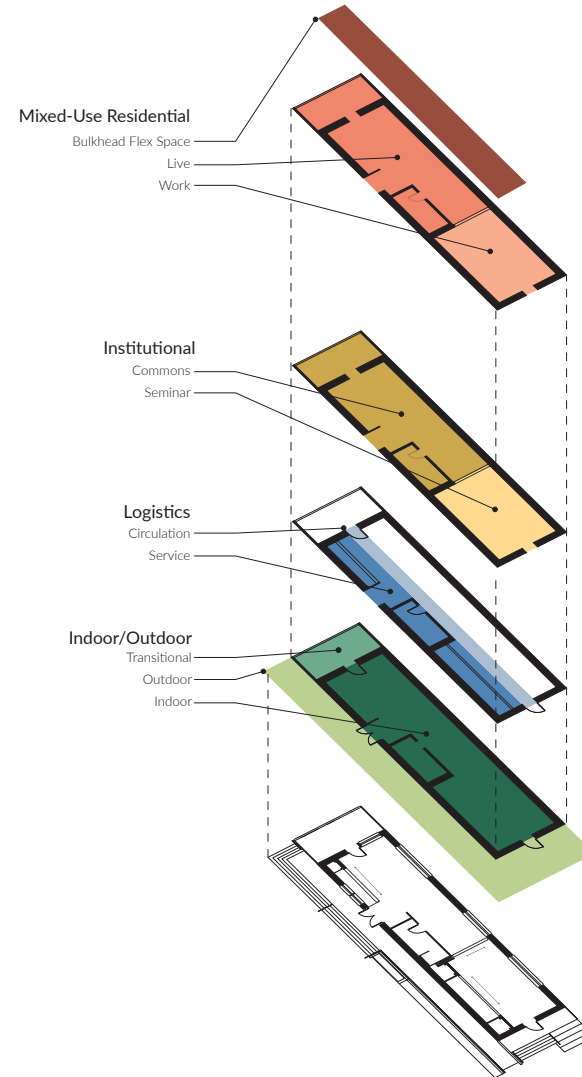 Mixed-Use Residential
Bulkhead Flex Space
Live
Work
Institutional
Commons
Seminar
Logistics
Circulation
Service
Indoor/Outdoor
Transitional
Outdoor
Indoor